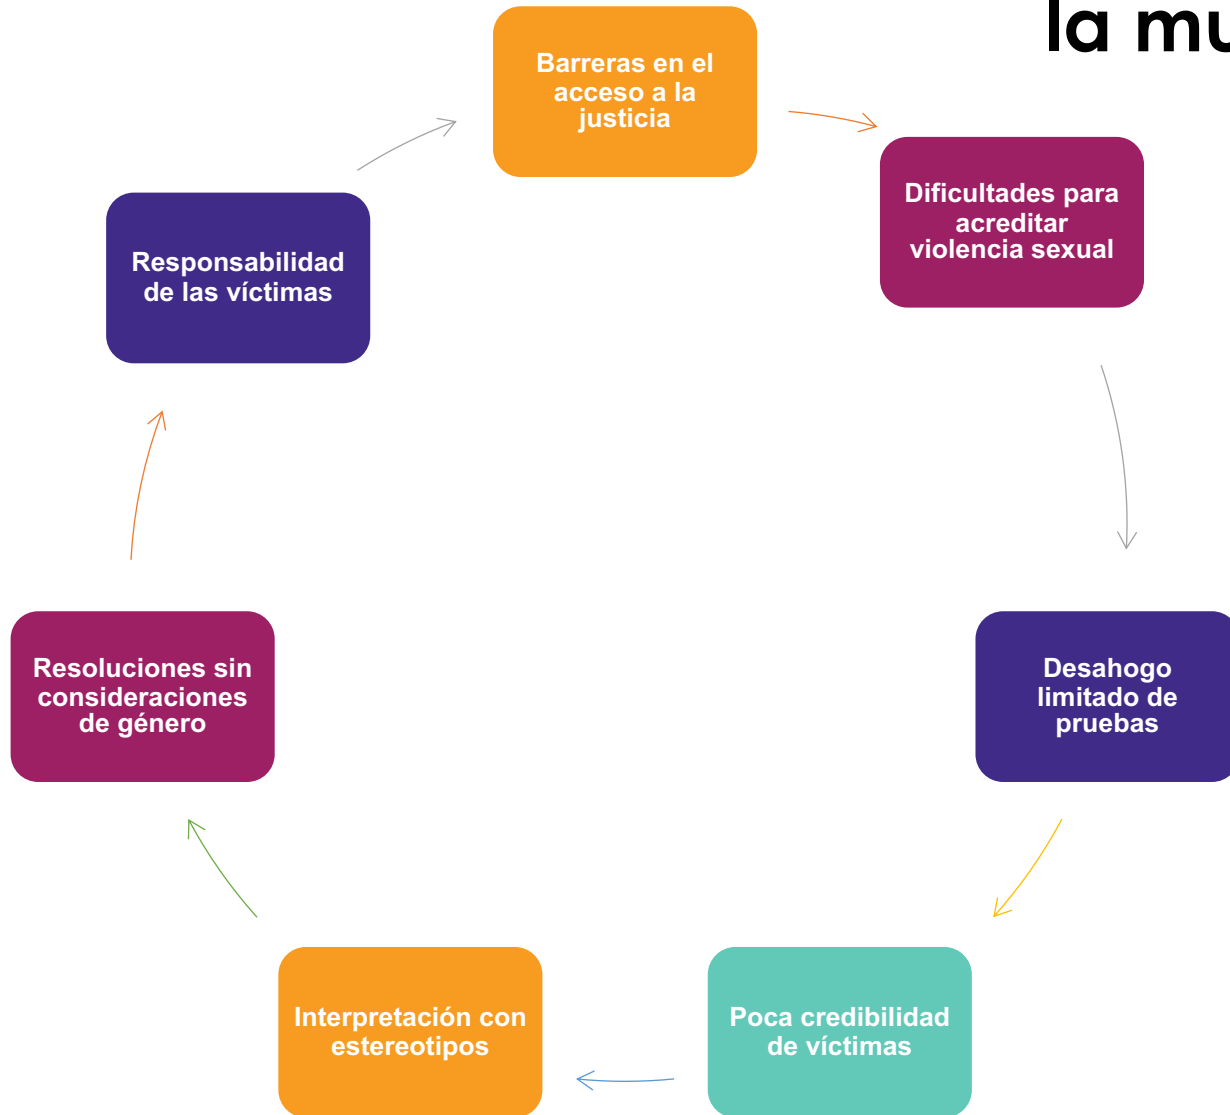 la mu
Barreras en el
acceso a la
justicia
Dificultades para
acreditar
violencia sexual
Desahogo
limitado de
pruebas
Poca credibilidad
de víctimas
Interpretación con
estereotipos
Resoluciones sin
consideraciones
de género
Responsabilidad
de las víctimas